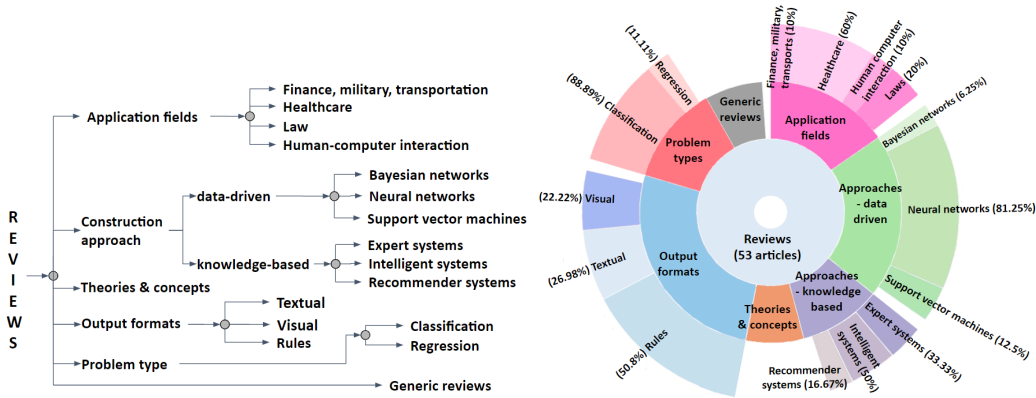 REVIEWS
Application fields
Finance, military, transportation
Healthcare
Law
Human-computer interaction
Construction
approach
data-driven
Bayesian networks
Neural networks
Support vector machines
knowledge-based
Expert systems
Intelligent systems
Recommender systems
Theories & concepts
Output formats
Textual
Visual
Rules
Problem type
Classification
Regression
Generic reviews
Reviews
(53 articles)
Application
fields
Finance, military,
transports (10%)
Healthcare (60%)
Human computer
interaction (10%)
Laws (20%)
Approaches
- data
driven
Bayesian networks (6.25%)
Neural networks (81.25%)
Support vector machines (12.5%)
Approaches
- knowledge
based
Expert systems (33.33%)
Intelligent
systems (50%)
Recommender
systems (16.67%)
Theories
& concepts
Output
formats
(50.8%) Rules
(26.98%) Textual
(22.22%) Visual
Problem
types
(88.89%) Classification
(11.11%) Regression
Generic
reviews